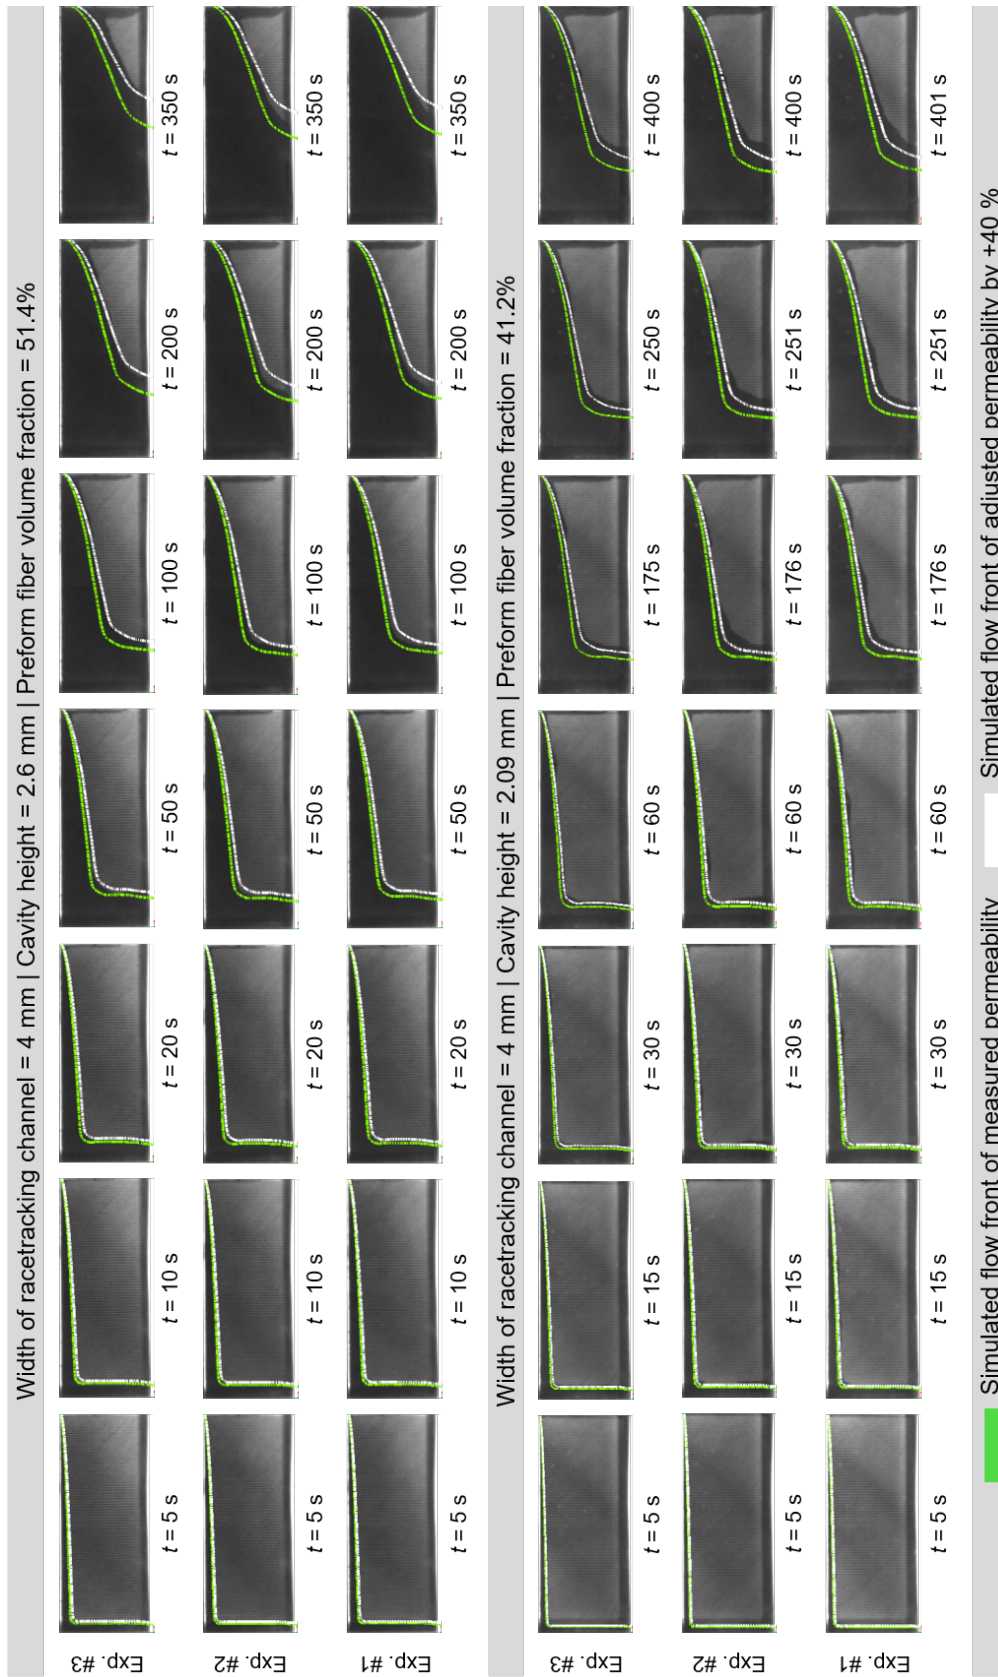 Width of racetracking channel = 4 mm | Cavity height = 2.6 mm | Preform fiber volume fraction = 51.4%
Exp. #3
t = 5 s t = 10 s t = 20 s t = 50 s t = 100 s t = 200 s t = 350 s
Exp. #2
t = 5 s t = 10 s t = 20 s t = 50 s t = 100 s t = 200 s t = 350 s
Exp. #1
t = 5 s t = 10 s t = 20 s t = 50 s t = 100 s t = 200 s t = 350 s
Width of racetracking channel = 4 mm | Cavity height = 2.09 mm | Preform fiber volume fraction = 41.2%
Exp. #3
t = 5 s t = 15 s t = 30 s t = 60 s t = 175 s t = 250 s t = 400 s
Exp. #2
t = 5 s t = 15 s t = 30 s t = 60 s t = 176 s t = 251 s t = 400 s
Exp. #1
t = 5 s t = 15 s t = 30 s t = 60 s t = 176 s t = 251 s t = 401 s
Simulated flow front of measured permeability Simulated flow front of adjusted permeability by +40 %